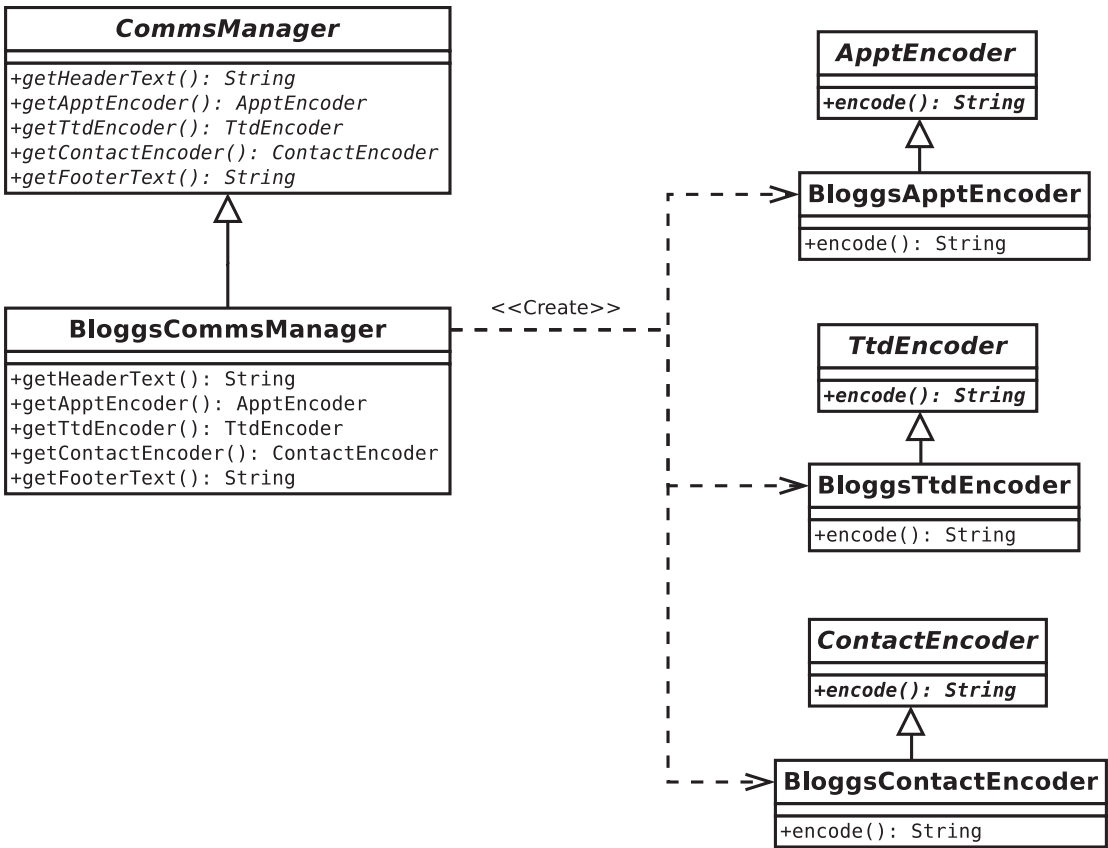 CommsManager
+getHeaderText(): String
+getApptEncoder(): ApptEncoder
+getTtdEncoder(): TtdEncoder
+getContactEncoder(): ContactEncoder
+getFooterText(): String
BloggsCommsManager
+getHeaderText(): String
+getApptEncoder(): ApptEncoder
+getTtdEncoder(): TtdEncoder
+getContactEncoder(): ContactEncoder
+getFooterText(): String
<<Create>>
ApptEncoder
+encode(): String
BloggsApptEncoder
+encode(): String
TtdEncoder
+encode(): String
BloggsTtdEncoder
+encode(): String
ContactEncoder
+encode(): String
BloggsContactEncoder
+encode(): String